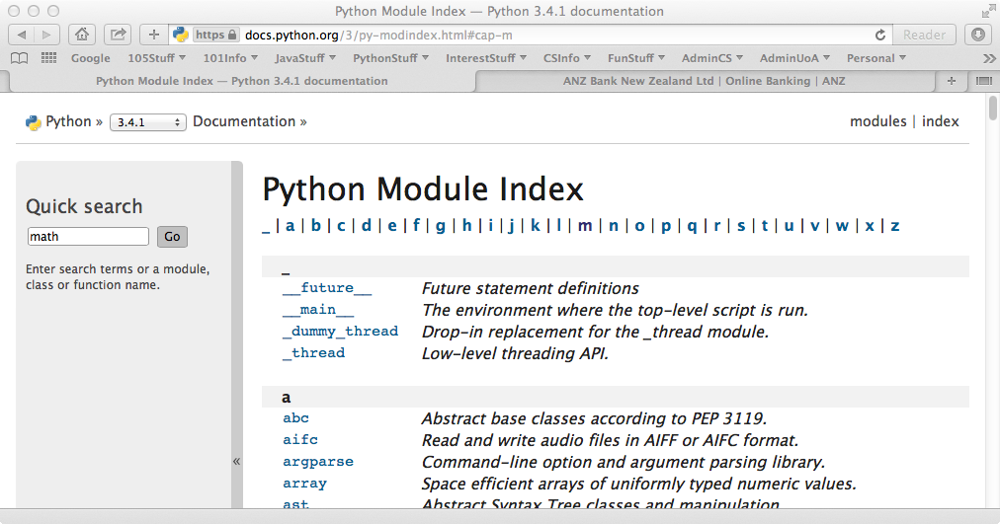 Python Module Index — Python 3.4.1 documentation
https docs.python.org/3/py-modindex.html#cap-m Reader
Google 105Stuff 101Info JavaStuff PythonStuff InterestStuff CSInfo FunStuff AdminCS AdminUoA Personal
Python Module Index — Python 3.4.1 documentation ANZ Bank New Zealand Ltd | Online Banking | ANZ
Python » 3.4.1 Documentation » modules | index
Quick search
math Go
Enter search terms or a module,
class or function name.
«
Python Module Index
_ | a | b | c | d | e | f | g | h | i | j | k | l | m | n | o | p | q | r | s | t | u | v | w | x | z
_
__future__ Future statement definitions
__main__ The environment where the top-level script is run.
_dummy_thread Drop-in replacement for the _thread module.
_thread Low-level threading API.
a
abc Abstract base classes according to PEP 3119.
aifc Read and write audio files in AIFF or AIFC format.
argparse Command-line option and argument parsing library.
array Space efficient arrays of uniformly typed numeric values.
ast Abstract Syntax Tree classes and manipulation.